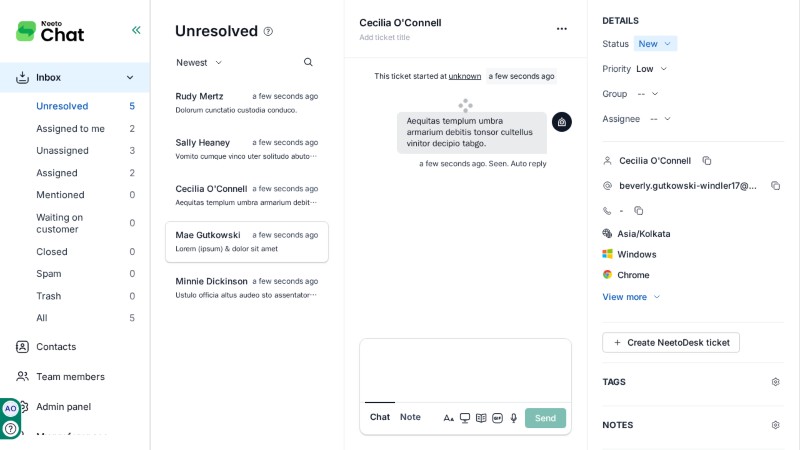 Neeto
Chat
Inbox
Unresolved 5
Assigned to me 2
Unassigned 3
Assigned 2
Mentioned 0
Waiting on
customer 0
Closed 0
Spam 0
Trash 0
All 5
Contacts
Team members
Admin panel
AO
Unresolved
Newest
Rudy Mertz a few seconds ago
Dolorum cunctatio custodia conduco.
Sally Heaney a few seconds ago
Vomito cumque vinco uter solitudo abuto···
Cecilia O'Connell a few seconds ago
Aequitas templum umbra armarium debit···
Mae Gutkowski a few seconds ago
Lorem (ipsum) & dolor sit amet
Minnie Dickinson a few seconds ago
Ustulo officia altus audeo sto assentator···
Cecilia O'Connell
Add ticket title
This ticket started at unknown a few seconds ago
Aequitas templum umbra
armarium debitis tonsor cultellus
vinitor decipio tabgo.
a few seconds ago. Seen. Auto reply
Chat Note
GIF
Send
DETAILS
Status New
Priority Low
Group --
Assignee --
Cecilia O'Connell
beverly.gutkowski-windler17@...
-
Asia/Kolkata
Windows
Chrome
View more
+ Create NeetoDesk ticket
TAGS
NOTES